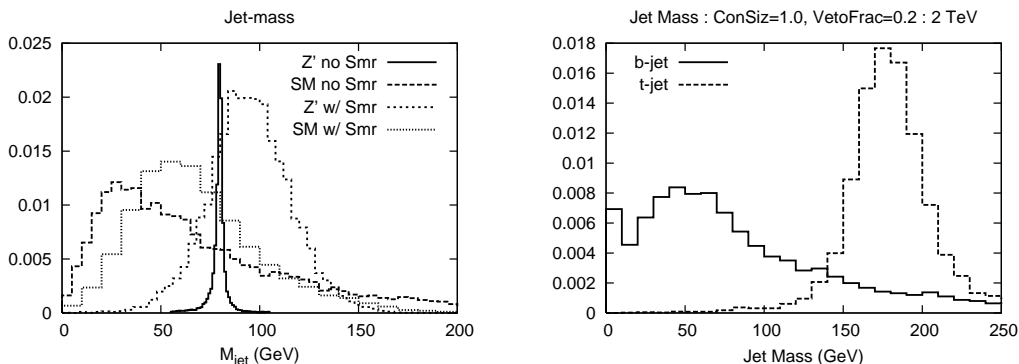 Jet-mass
Z' no Smr
SM no Smr
Z' w/ Smr
SM w/ Smr
0.025
0.02
0.015
0.01
0.005
0
0 50 100 150 200
M_jet (GeV)
Jet Mass : ConSiz=1.0, VetoFrac=0.2 : 2 TeV
b-jet
t-jet
0.018
0.016
0.014
0.012
0.01
0.008
0.006
0.004
0.002
0
0 50 100 150 200 250
Jet Mass (GeV)